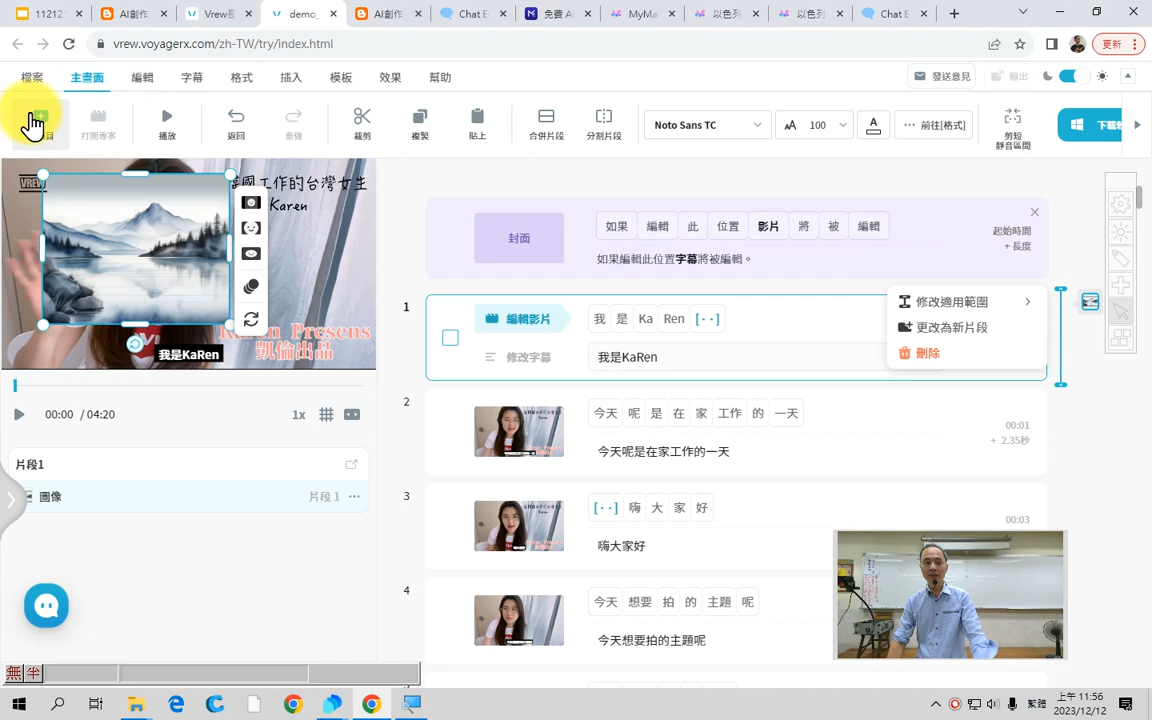 11212
AI創作
Vrew影
demo_
AI創作
Chat E
免費 A
MyMa
以色列
以色列
Chat E
vrew.voyagerx.com/zh-TW/try/index.html
更新
檔案
主畫面
編輯
字幕
格式
插入
模板
效果
幫助
發送意見
輸出
打開專案
播放
返回
重做
裁剪
複製
貼上
合併片段
分割片段
Noto Sans TC
100
前往[格式]
剪短
靜音區間
下載
VREW
國工作的台灣女生
Karen
Karen Presens
凱倫出品
我是KaRen
00:00 / 04:20
1x
片段1
圖像
片段 1
封面
如果 編輯 此 位置 影片 將 被 編輯
如果編輯此位置字幕將被編輯。
起始時間
+ 長度
1
編輯影片
我 是 Ka Ren [··]
修改字幕
我是KaRen
修改適用範圍
更改為新片段
刪除
2
今天 呢 是 在 家 工作 的 一天
今天呢是在家工作的一天
00:01
+ 2.35秒
3
[··] 嗨 大 家 好
嗨大家好
00:03
4
今天 想要 拍 的 主題 呢
今天想要拍的主題呢
無 半
繁體
上午 11:56
2023/12/12